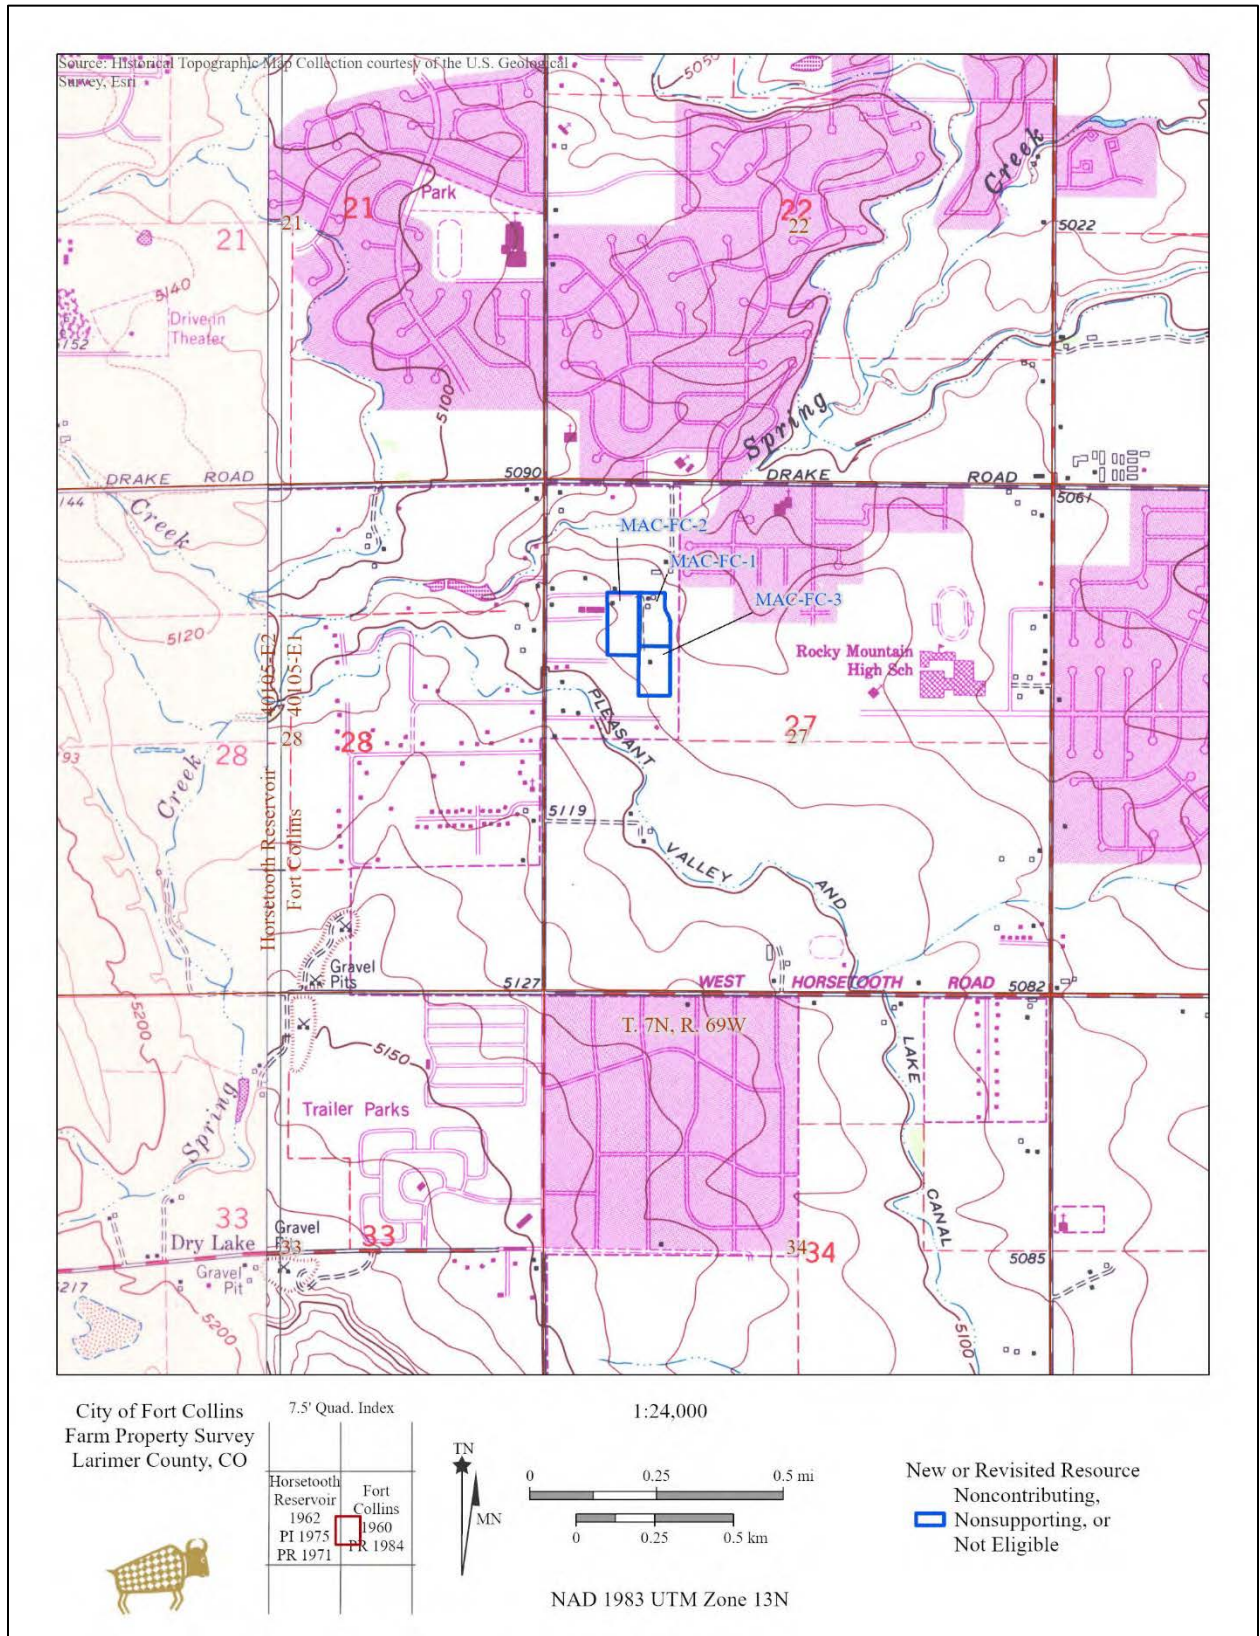 Source: Historical Topographic Map Collection courtesy of the U.S. Geological
Survey, Esri
5050
Creek
Park
21
21
21
22
22
5022
5140
Drive-in
Theater
5152
5100
Spring
DRAKE ROAD
5090
DRAKE ROAD
5144
5061
Creek
MAC-FC-2
MAC-FC-1
MAC-FC-3
5120
40105-E2
40105-E1
Rocky Mountain
High Sch
PLEASANT
28
28
28
27
27
93
Creek
Horsetooth Reservoir
Fort Collins
5119
VALLEY AND
Gravel
Pits
5127
WEST HORSETOOTH ROAD
5082
5200
T. 7N, R. 69W
5150
LAKE
Spring
Trailer Parks
CANAL
33
33
33
Gravel
Dry Lake
34
34
5085
Gravel
Pit
5217
5200
5100
City of Fort Collins
Farm Property Survey
Larimer County, CO
7.5' Quad. Index
Horsetooth
Reservoir
1962
PI 1975
PR 1971
Fort
Collins
1960
PR 1984
TN
MN
1:24,000
0 0.25 0.5 mi
0 0.25 0.5 km
NAD 1983 UTM Zone 13N
New or Revisited Resource
Noncontributing,
Nonsupporting, or
Not Eligible